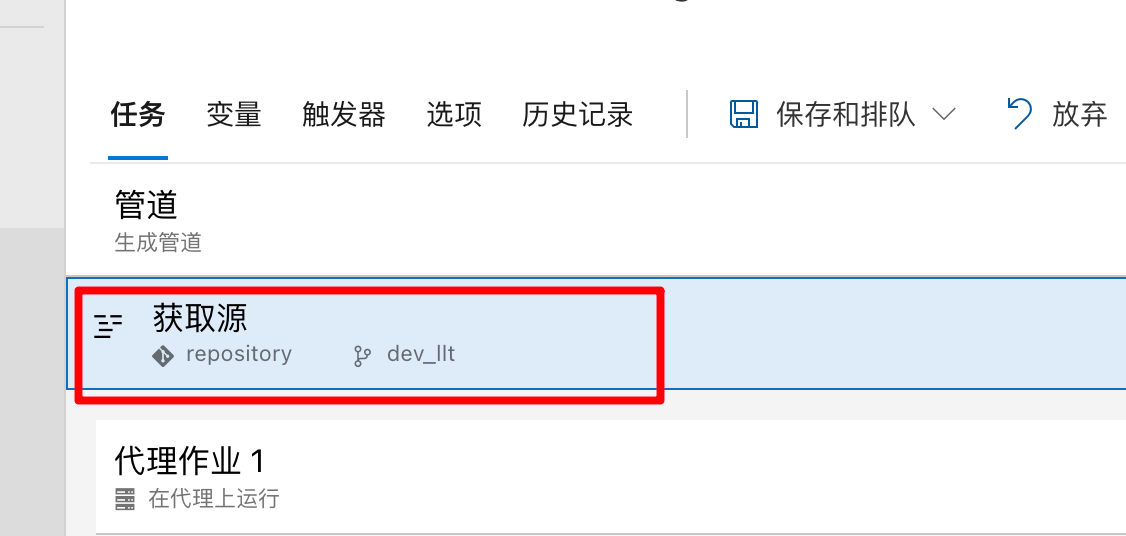 任务 变量 触发器 选项 历史记录 保存和排队 放弃
管道
生成管道
获取源
repository dev_llt
代理作业 1
在代理上运行